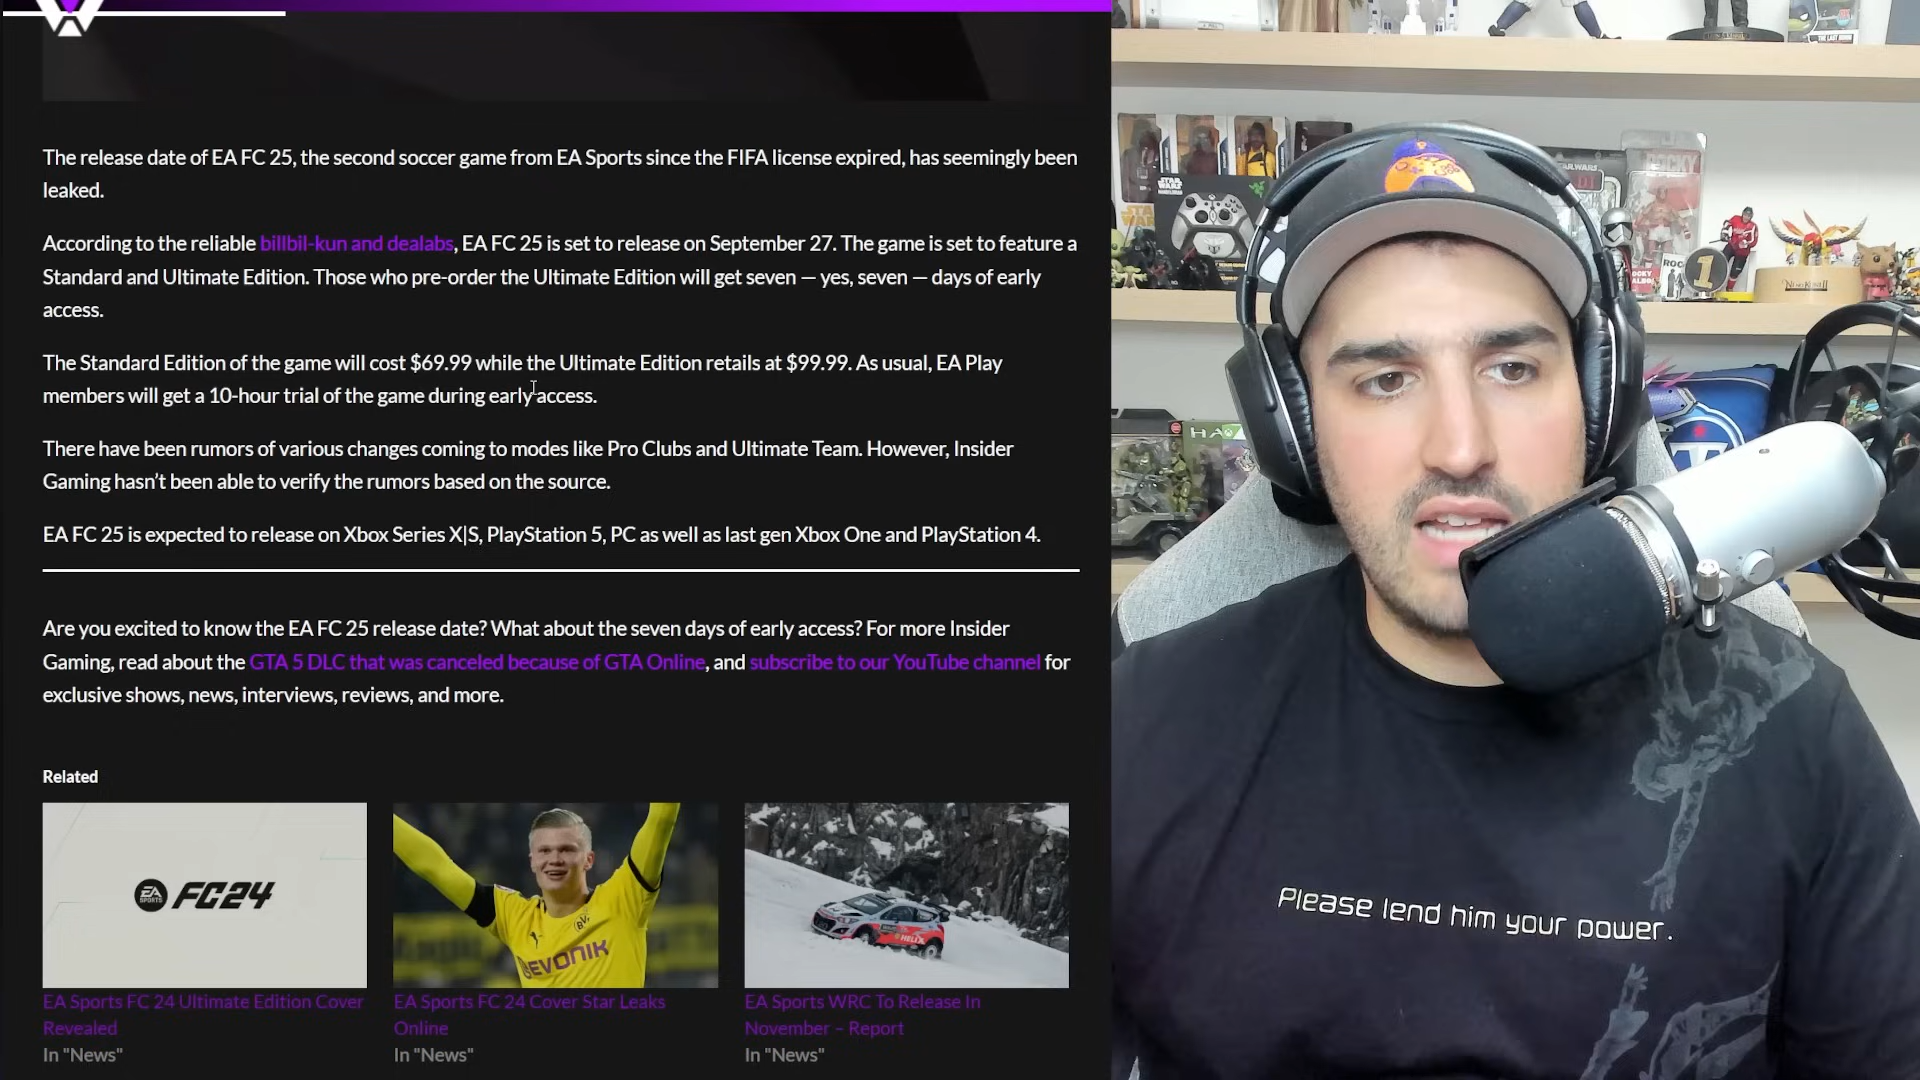 The release date of EA FC 25, the second soccer game from EA Sports since the FIFA license expired, has seemingly been
leaked.
According to the reliable billbil-kun and dealabs, EA FC 25 is set to release on September 27. The game is set to feature a
Standard and Ultimate Edition. Those who pre-order the Ultimate Edition will get seven — yes, seven — days of early
access.
The Standard Edition of the game will cost $69.99 while the Ultimate Edition retails at $99.99. As usual, EA Play
members will get a 10-hour trial of the game during early access.
There have been rumors of various changes coming to modes like Pro Clubs and Ultimate Team. However, Insider
Gaming hasn’t been able to verify the rumors based on the source.
EA FC 25 is expected to release on Xbox Series X|S, PlayStation 5, PC as well as last gen Xbox One and PlayStation 4.
Are you excited to know the EA FC 25 release date? What about the seven days of early access? For more Insider
Gaming, read about the GTA 5 DLC that was canceled because of GTA Online, and subscribe to our YouTube channel for
exclusive shows, news, interviews, reviews, and more.
Related
EA SPORTS FC24
BVB 09
EVONIK
EA Sports FC 24 Ultimate Edition Cover
Revealed
In "News"
EA Sports FC 24 Cover Star Leaks
Online
In "News"
EA Sports WRC To Release In
November – Report
In "News"
STAR WARS
ROCKY
1
HA
Please lend him your power.